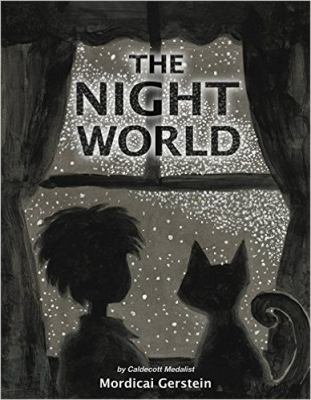 THE
NIGHT
WORLD
by Caldecott Medalist
Mordicai Gerstein